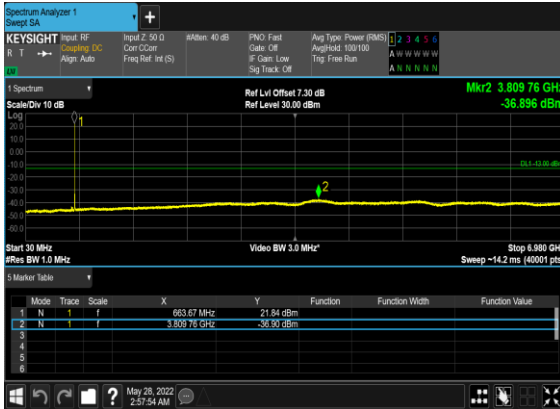 Spectrum Analyzer 1
Swept SA
+
KEYSIGHT Input: RF Input Z: 50 Ω #Atten: 40 dB PNO: Fast Avg Type: Power (RMS) 1 2 3 4 5 6
R T Coupling: DC Corr CCorr Gate: Off Avg|Hold: 100/100 A W W W W W
Align: Auto Freq Ref: Int (S) IF Gain: Low Trig: Free Run
Sig Track: Off A N N N N N
1 Spectrum
Scale/Div 10 dB
Ref Lvl Offset 7.30 dB
Ref Level 30.00 dBm
Mkr2 3.809 76 GHz
-36.896 dBm
Log
20.0
10.0
0.00
-10.0
-20.0
-30.0
-40.0
-50.0
-60.0
1
2
DL1 -13.00 dBm
Start 30 MHz Video BW 3.0 MHz* Stop 6.980 GHz
#Res BW 1.0 MHz Sweep ~14.2 ms (40001 pts)
5 Marker Table
Mode Trace Scale X Y Function Function Width Function Value
1 N 1 f 663.67 MHz 21.84 dBm
2 N 1 f 3.809 76 GHz -36.90 dBm
3
4
5
6
? May 28, 2022
2:57:54 AM